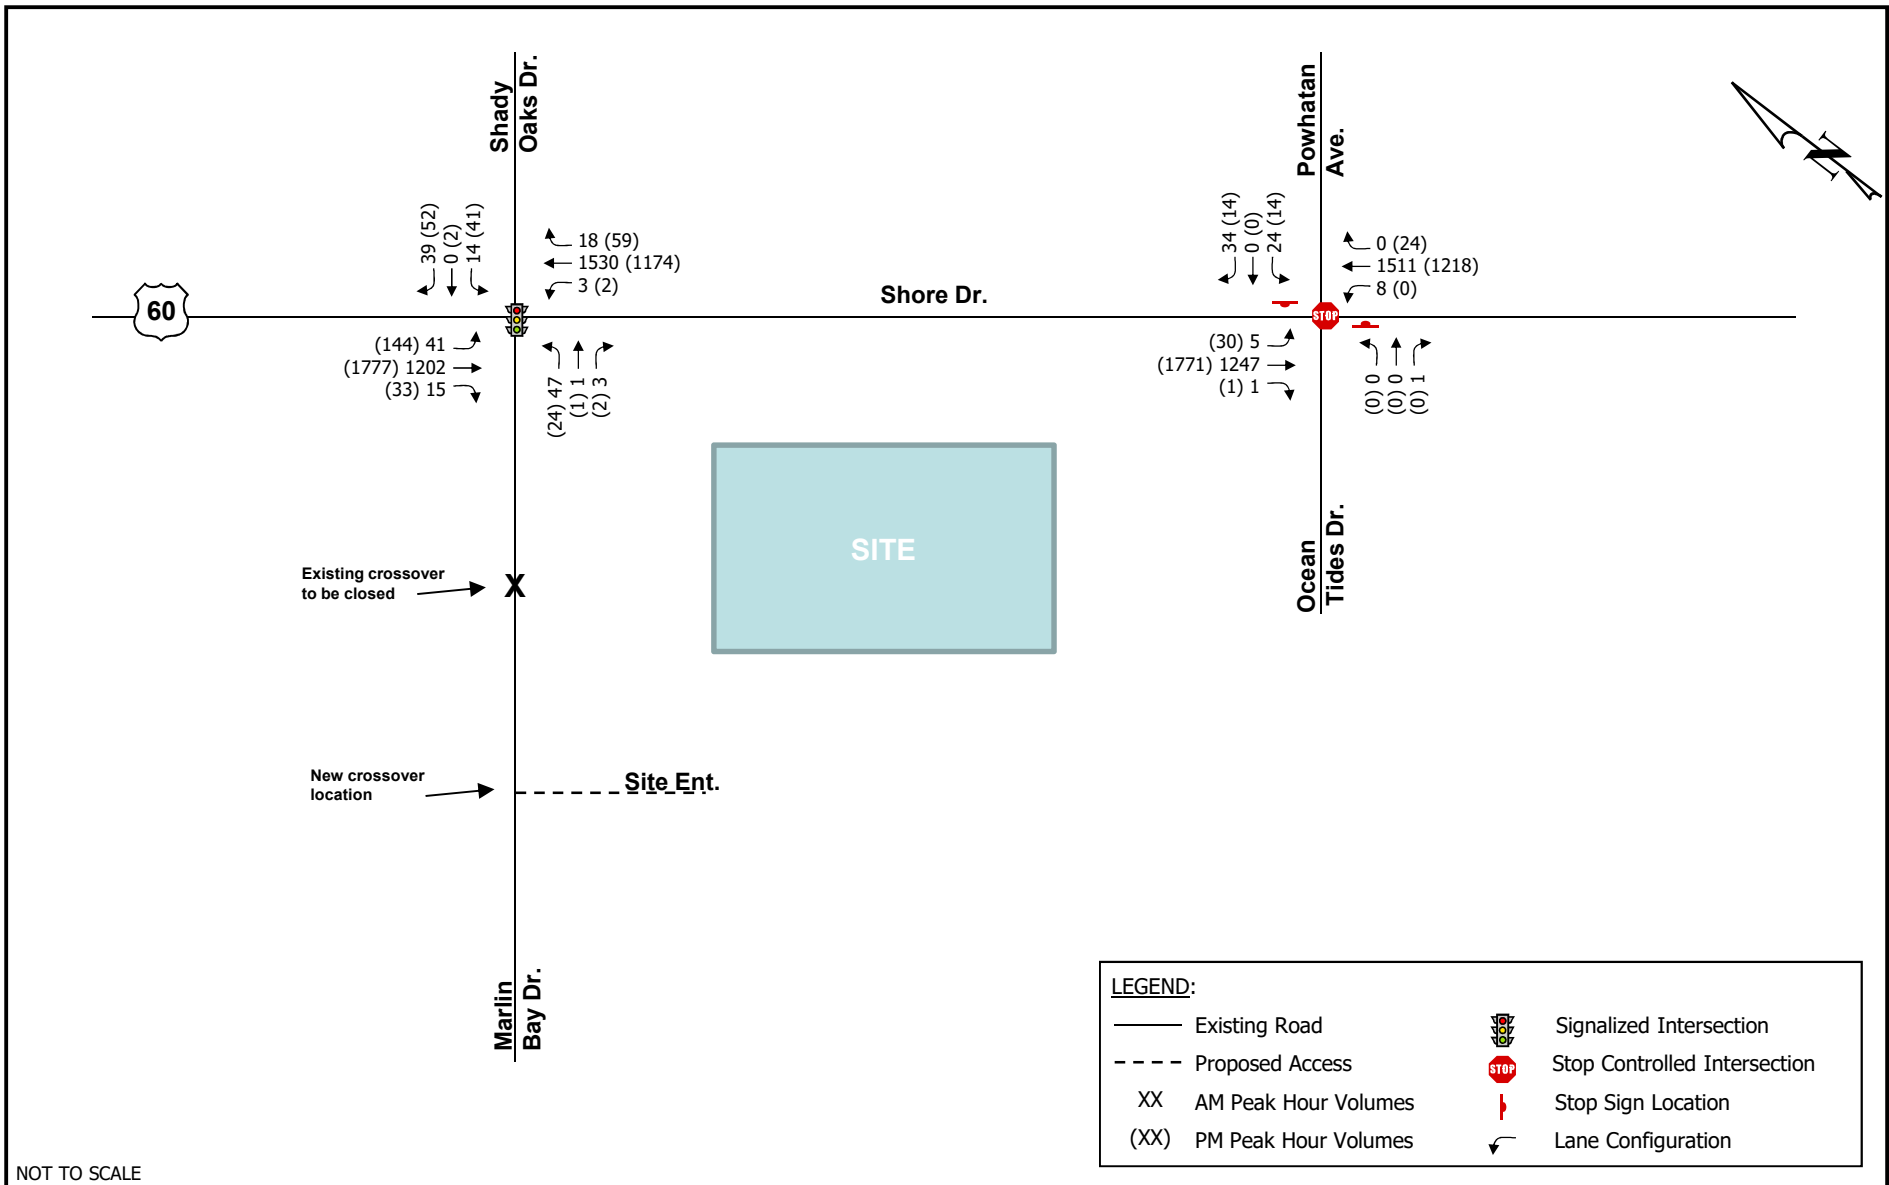 Shady
Oaks Dr.
Powhatan
Ave.
N
39 (52)
0 (2)
14 (41)
18 (59)
1530 (1174)
3 (2)
34 (14)
0 (0)
24 (14)
0 (24)
1511 (1218)
8 (0)
60
Shore Dr.
STOP
(144) 41
(1777) 1202
(33) 15
(24) 47
(1) 1
(2) 3
(30) 5
(1771) 1247
(1) 1
(0) 0
(0) 0
(0) 1
SITE
Existing crossover
to be closed
X
Ocean
Tides Dr.
New crossover
location
Site Ent.
Marlin
Bay Dr.
LEGEND:
Existing Road
Signalized Intersection
Proposed Access
STOP
Stop Controlled Intersection
XX AM Peak Hour Volumes
Stop Sign Location
(XX) PM Peak Hour Volumes
Lane Configuration
NOT TO SCALE